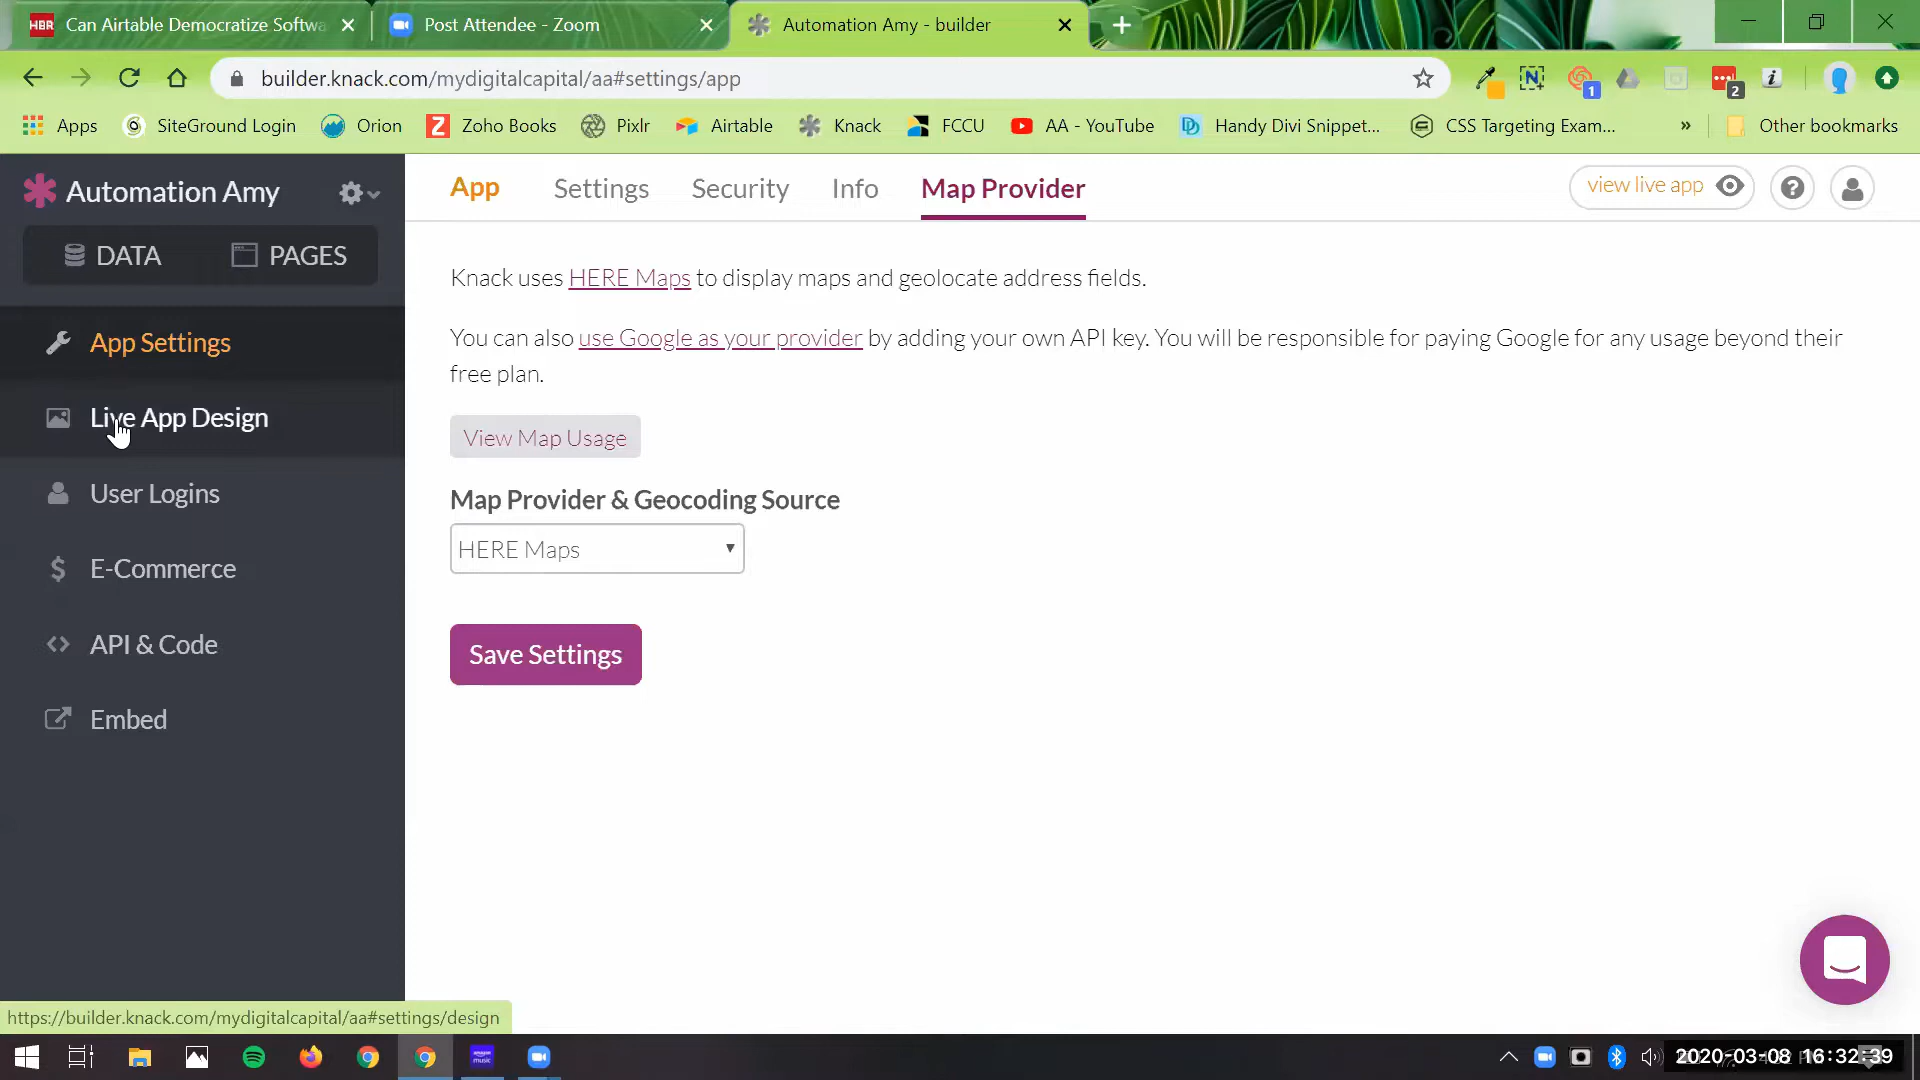 HBR Can Airtable Democratize Softwa
Post Attendee - Zoom
Automation Amy - builder
builder.knack.com/mydigitalcapital/aa#settings/app
1
2
Apps
SiteGround Login
Orion
Zoho Books
Pixlr
Airtable
Knack
FCCU
AA - YouTube
Handy Divi Snippet...
CSS Targeting Exam...
»
Other bookmarks
Automation Amy
DATA
PAGES
App Settings
Live App Design
User Logins
E-Commerce
API & Code
Embed
App
Settings
Security
Info
Map Provider
view live app
Knack uses HERE Maps to display maps and geolocate address fields.
You can also use Google as your provider by adding your own API key. You will be responsible for paying Google for any usage beyond their
free plan.
View Map Usage
Map Provider & Geocoding Source
HERE Maps
Save Settings
https://builder.knack.com/mydigitalcapital/aa#settings/design
amazon music
2020-03-08 16:32:39